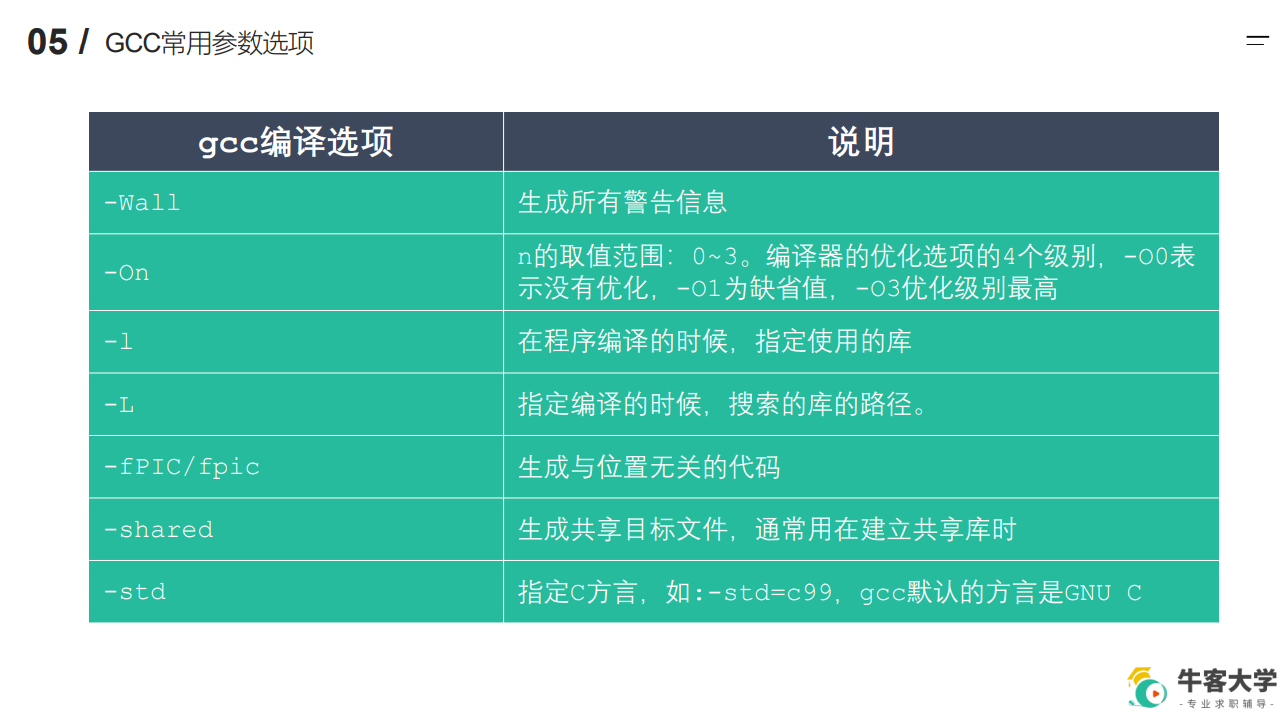 05 / GCC常用参数选项
gcc编译选项 说明
-Wall 生成所有警告信息
-On n的取值范围：0~3。编译器的优化选项的4个级别，-O0表
示没有优化，-O1为缺省值，-O3优化级别最高
-l 在程序编译的时候，指定使用的库
-L 指定编译的时候，搜索的库的路径。
-fPIC/fpic 生成与位置无关的代码
-shared 生成共享目标文件，通常用在建立共享库时
-std 指定C方言，如:-std=c99，gcc默认的方言是GNU C
牛客大学
-专业求职辅导-